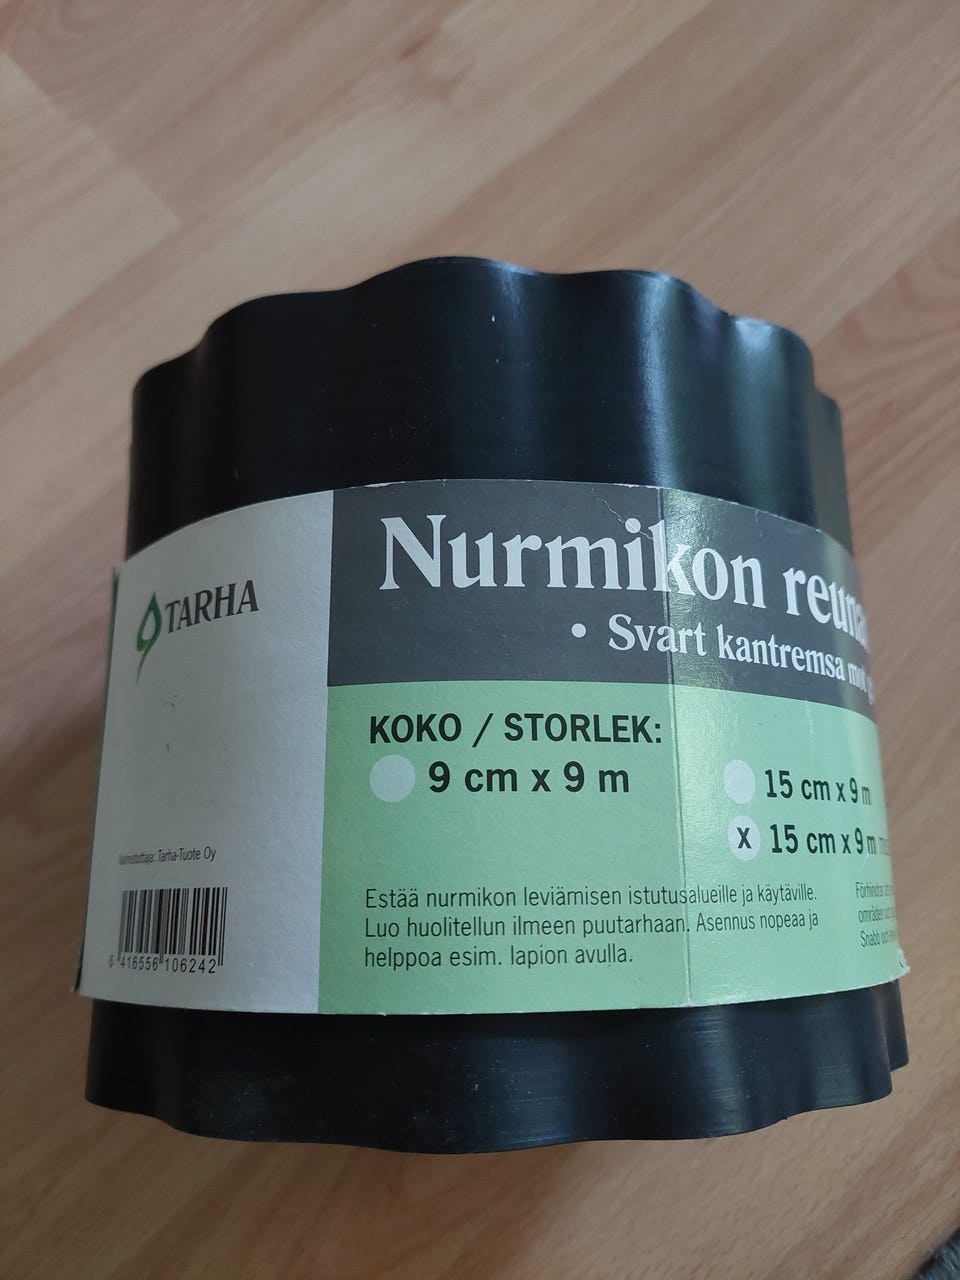 TARHA
Nurmikon
• Svart kantremsa mot
KOKO / STORLEK:
9 cm x 9 m
15 cm x 9 m
X 15 cm x 9 m
Estää nurmikon leviämisen istutusalueille ja käytäville.
Luo huolitellun ilmeen puutarhaan. Asennus nopeaa ja
helppoa esim. lapion avulla.
områden
Snabb och
Valmistuttaja: Tarha-Tuote Oy
6 416556 106242